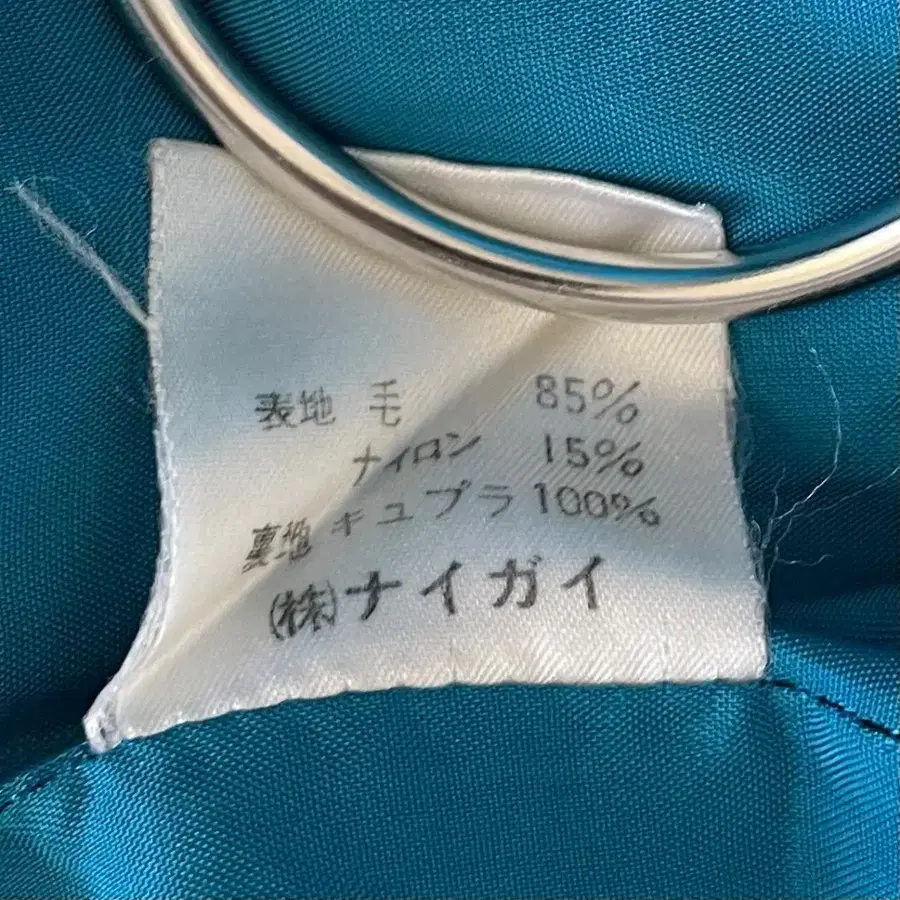 表地 毛 85%
ナイロン 15%
裏地 キュプラ 100%
(株)ナイガイ